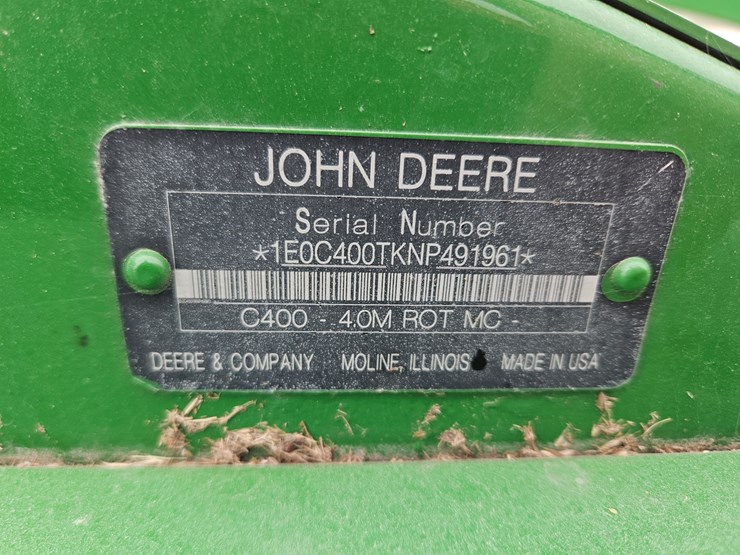 JOHN DEERE
Serial Number
*1E0C400TKNP491961*
C400 - 4.0M ROT MC -
DEERE & COMPANY MOLINE, ILLINOIS MADE IN USA